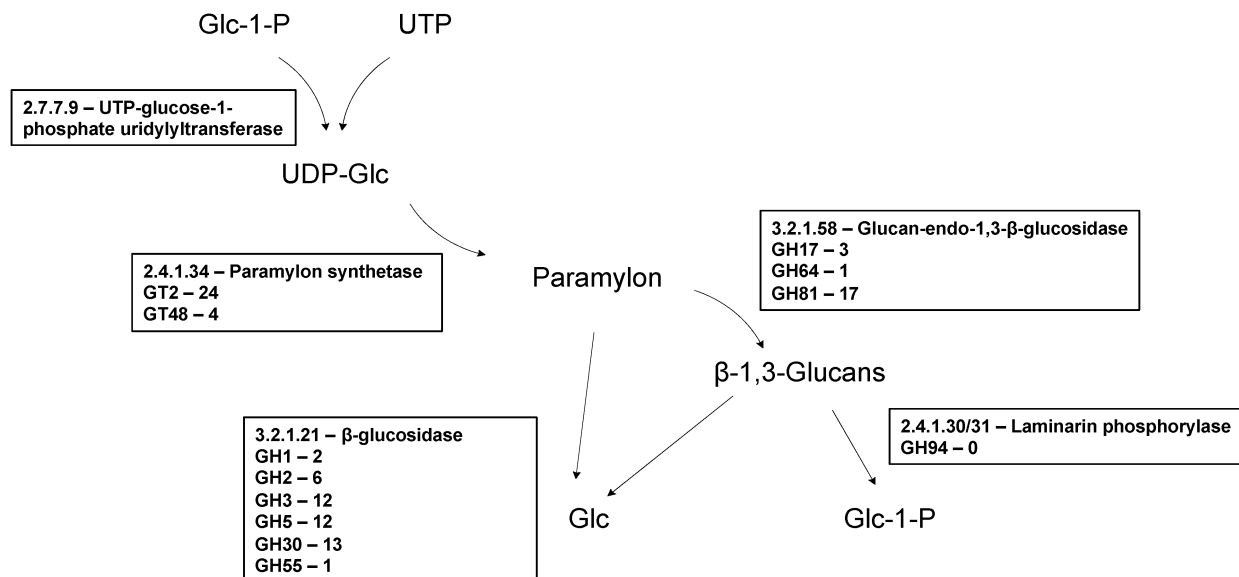 Glc-1-P
UTP
2.7.7.9 – UTP-glucose-1-
phosphate uridylyltransferase
UDP-Glc
2.4.1.34 – Paramylon synthetase
GT2 – 24
GT48 – 4
Paramylon
3.2.1.58 – Glucan-endo-1,3-β-glucosidase
GH17 – 3
GH64 – 1
GH81 – 17
β-1,3-Glucans
3.2.1.21 – β-glucosidase
GH1 – 2
GH2 – 6
GH3 – 12
GH5 – 12
GH30 – 13
GH55 – 1
2.4.1.30/31 – Laminarin phosphorylase
GH94 – 0
Glc
Glc-1-P